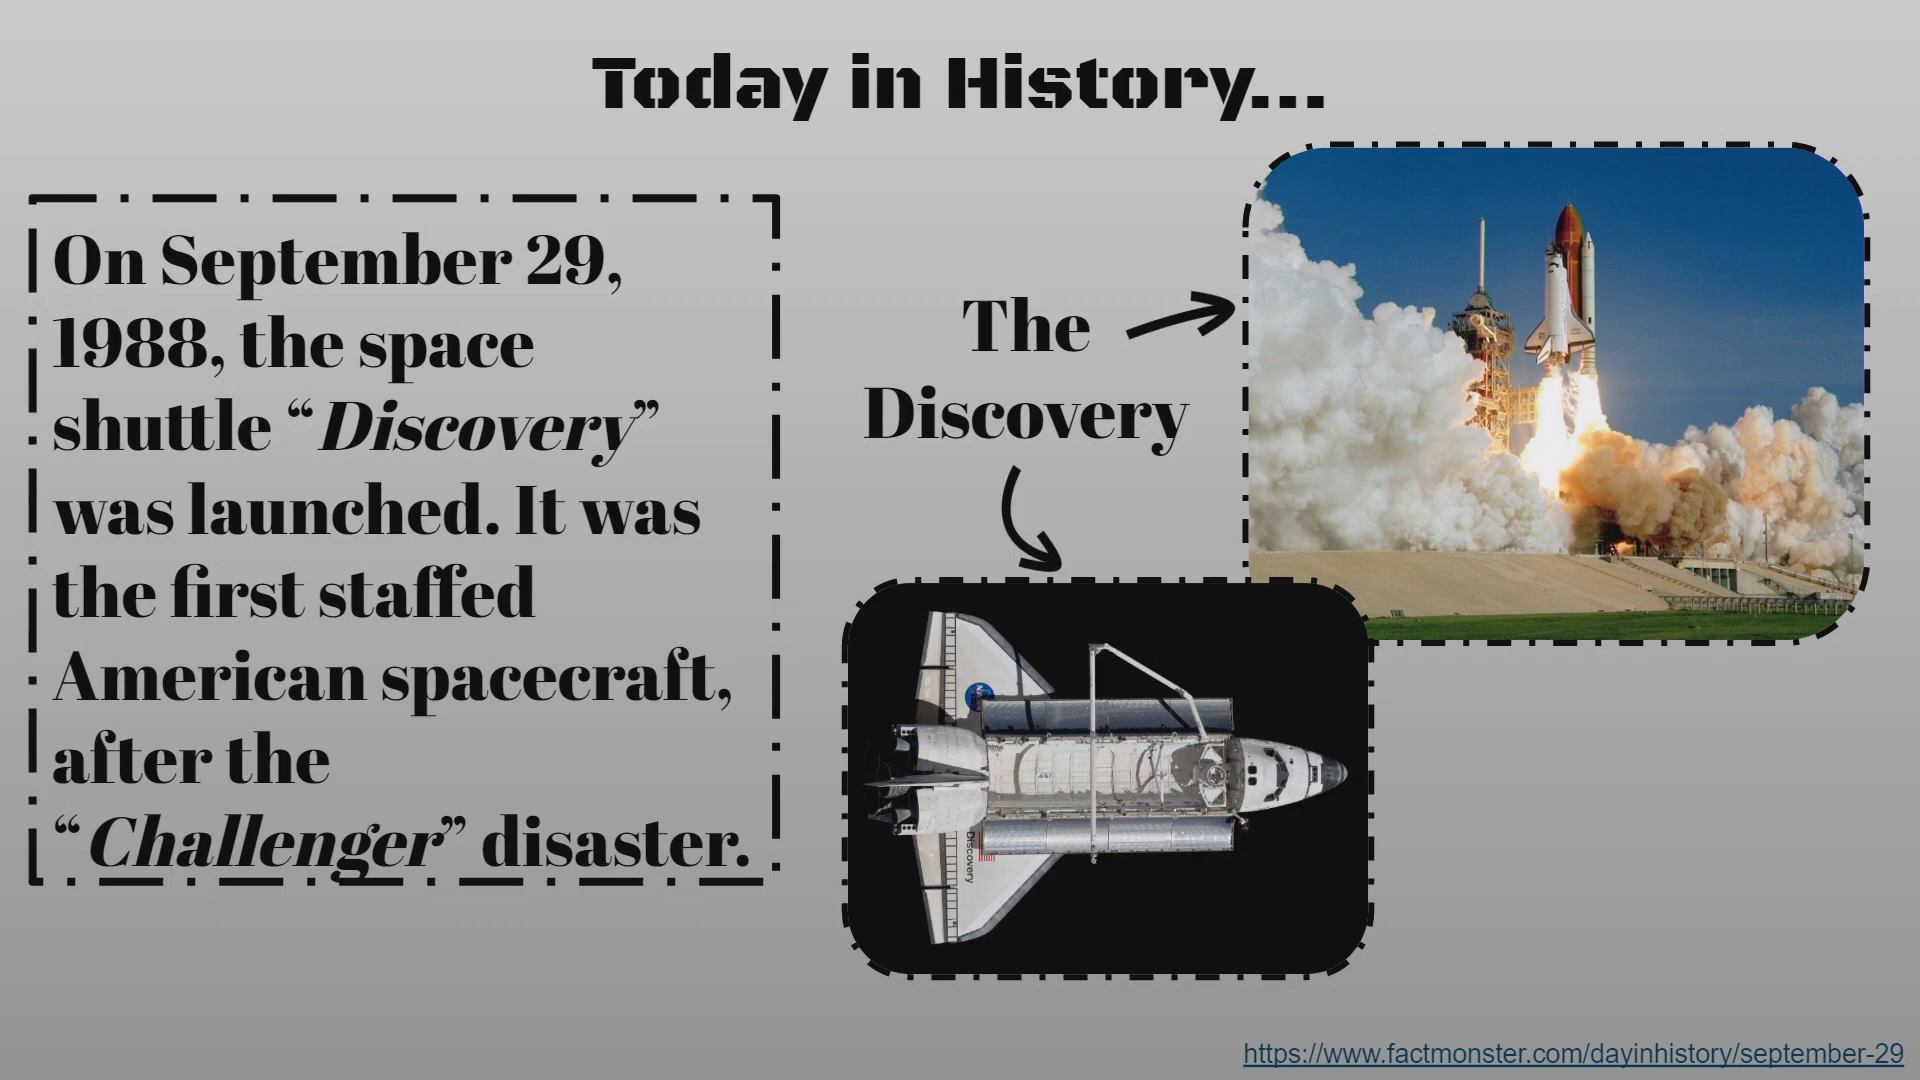 Today in History...
On September 29,
1988, the space
shuttle “Discovery”
was launched. It was
the first staffed
American spacecraft,
after the
“Challenger” disaster.
The
Discovery
Discovery
https://www.factmonster.com/dayinhistory/september-29